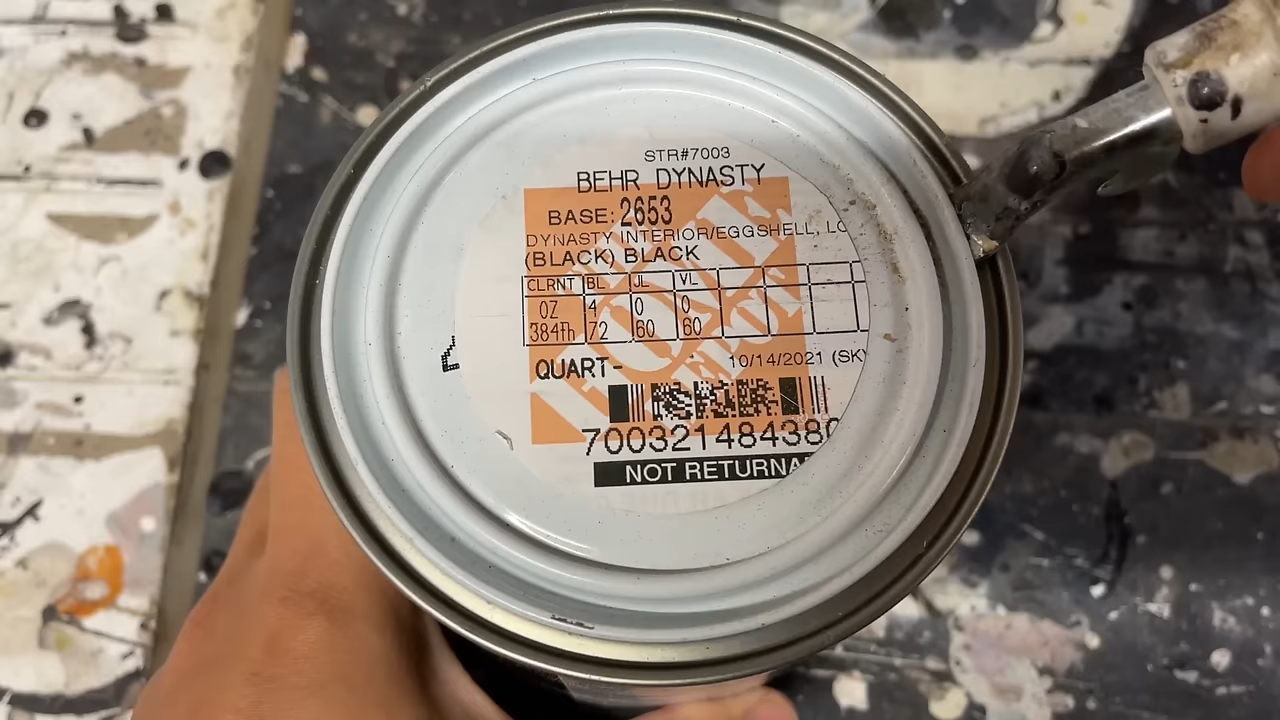 STR#7003
BEHR DYNASTY
BASE: 2653
DYNASTY INTERIOR/EGGSHELL, LO
(BLACK) BLACK
CLRNT BL JL VL
OZ 4 0 0
384th 72 60 60
QUART- 10/14/2021 (SK
700321484380
NOT RETURNA